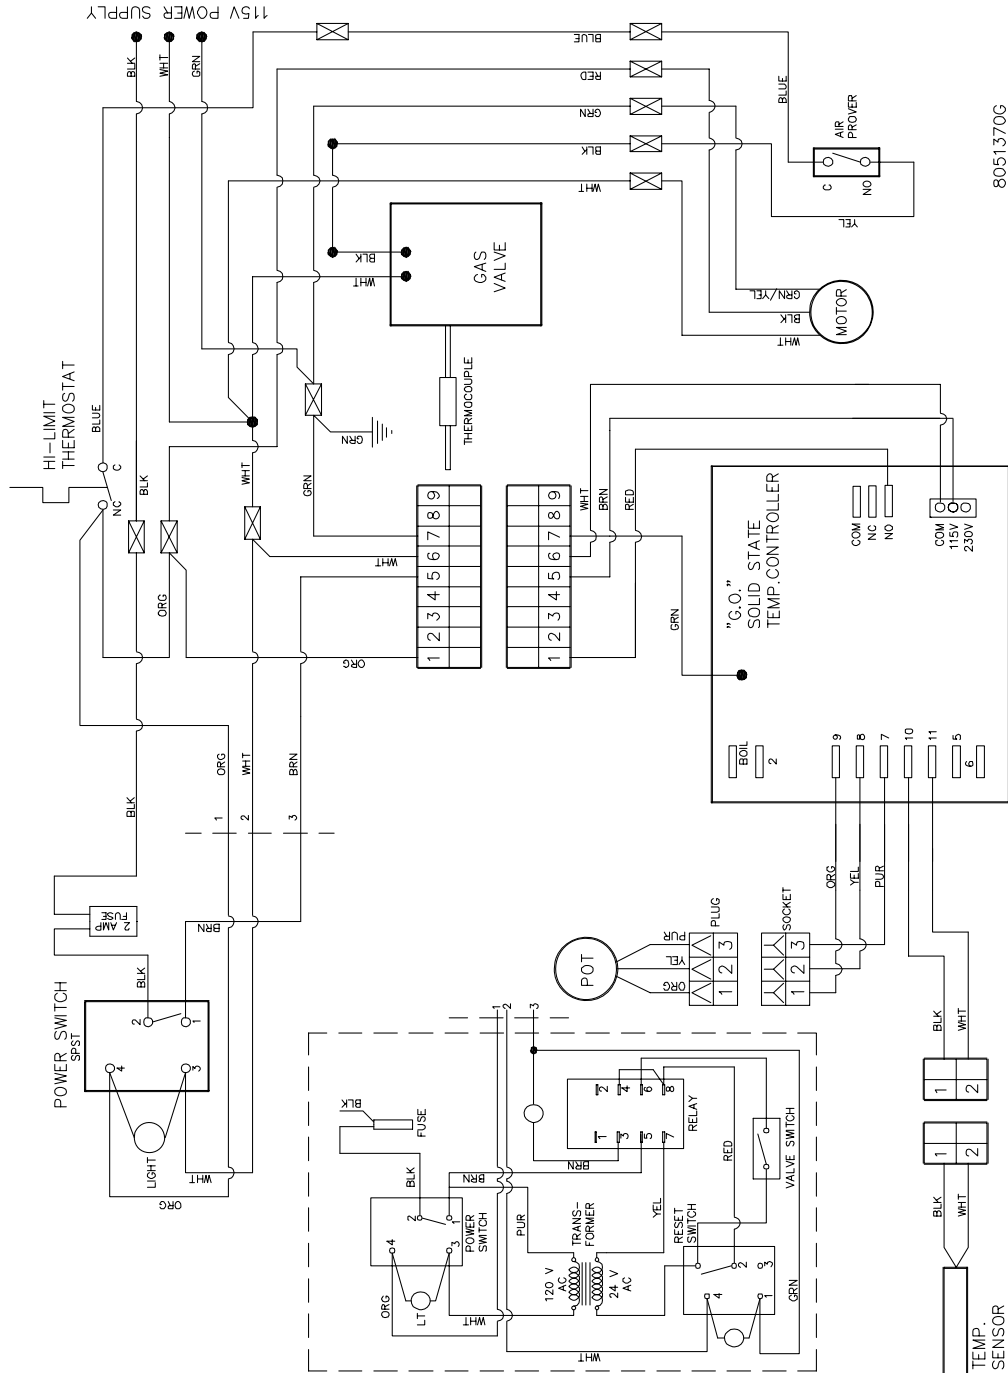 115V POWER SUPPLY
BLK
WHT
GRN
BLUE
RED
GRN
BLK
WHT
BLUE
AIR
PROVER
C
NO
YEL
8051370G
HI-LIMIT
THERMOSTAT
BLUE
C
NC
BLK
WHT
GRN
GRN
BLK
WHT
GAS
VALVE
THERMOCOUPLE
GRN/YEL
BLK
WHT
MOTOR
ORG
WHT
ORG
1 2 3 4 5 6 7 8 9
1 2 3 4 5 6 7 8 9
WHT
BRN
RED
GRN
"G.O."
SOLID STATE
TEMP.CONTROLLER
COM
NC
NO
COM
115V
230V
BOIL
2
9
8
7
10
11
5
6
BLK
ORG
WHT
BRN
1
2
3
2 AMP
FUSE
BLK
BRN
POWER SWITCH
SPST
2
1
4
3
LIGHT
WHT
ORG
POT
PUR
YEL
ORG
PLUG
1 2 3
SOCKET
1 2 3
ORG
YEL
PUR
1
2
3
BLK
FUSE
BLK
BRN
POWER
SWITCH
2
1
4
3
ORG
LT
WHT
PUR
TRANS-
FORMER
120 V
AC
24 V
AC
BRN
YEL
RELAY
1
2
3
4
5
6
7
8
RED
VALVE SWITCH
RESET
SWITCH
4
2
1
3
GRN
WHT
BLK
WHT
1
2
1
2
BLK
WHT
TEMP.
SENSOR